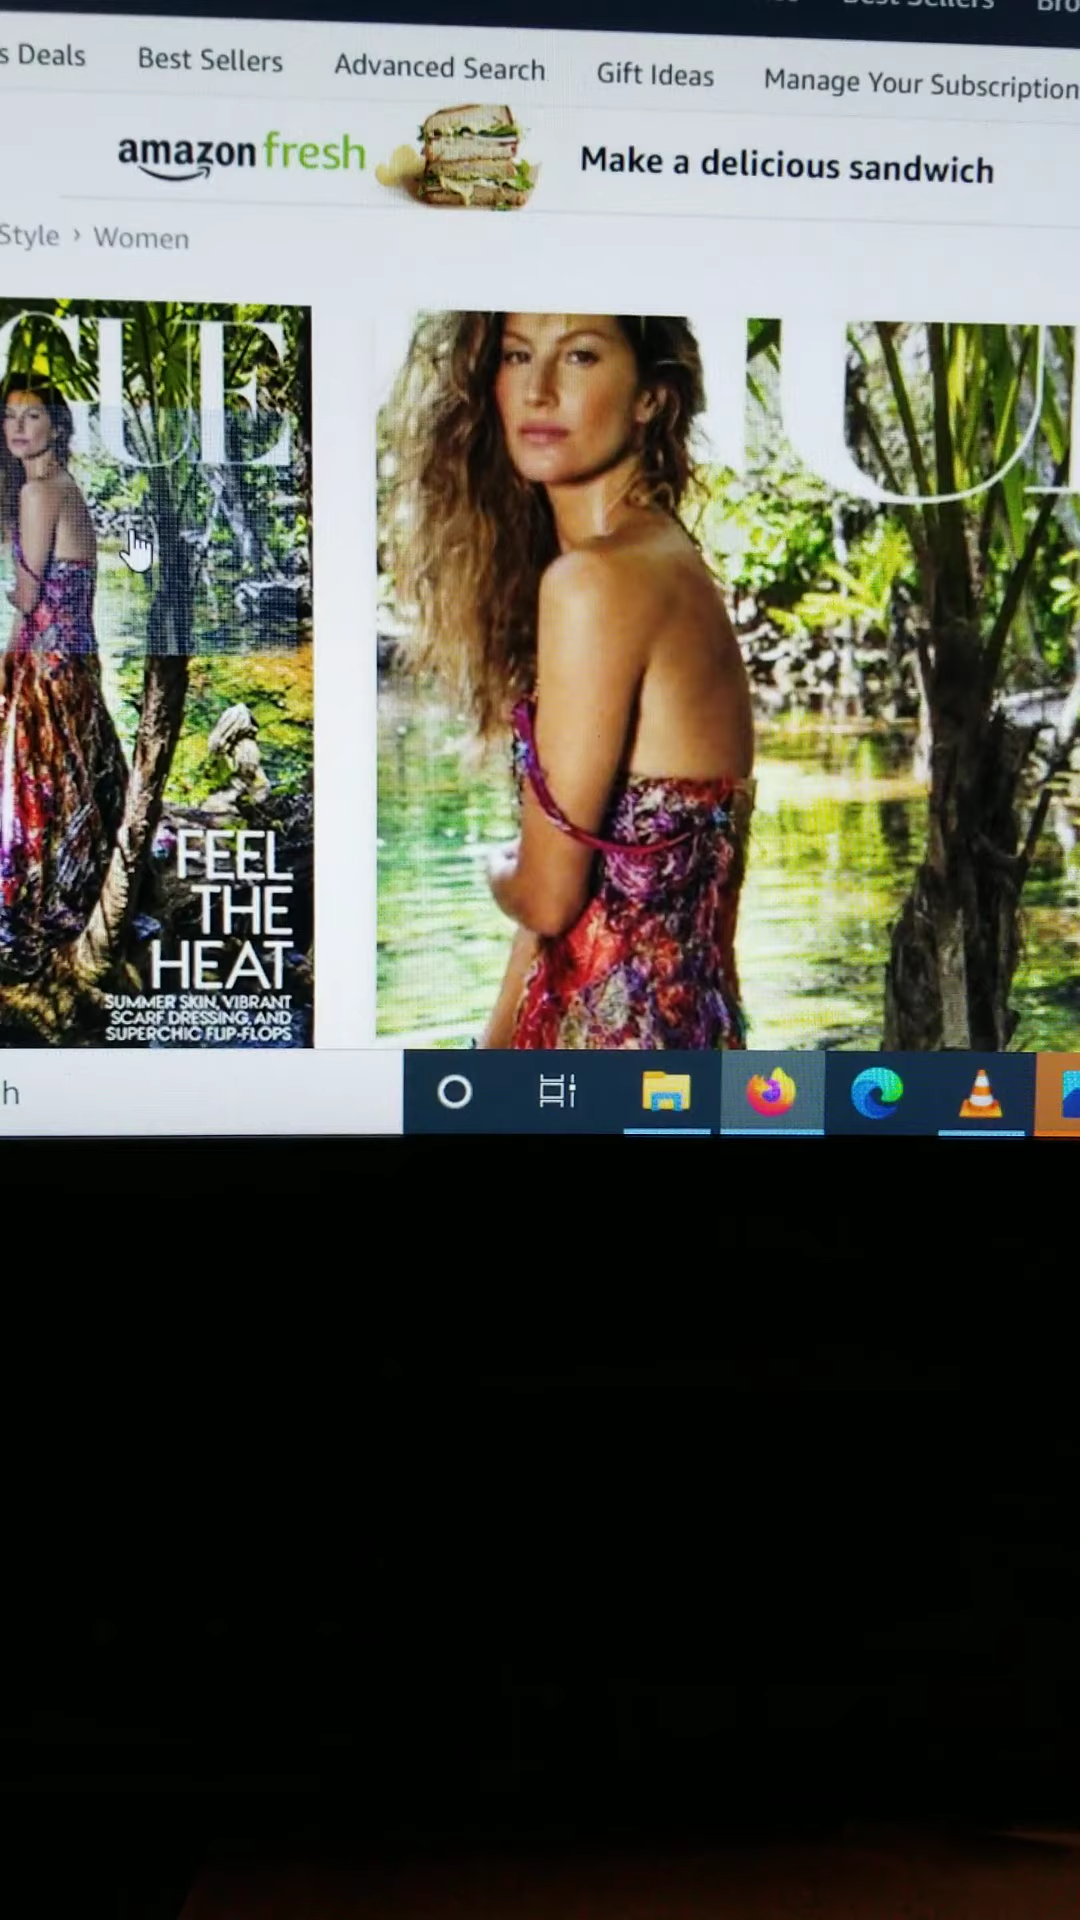 s Deals Best Sellers Advanced Search Gift Ideas Manage Your Subscription
amazon fresh Make a delicious sandwich
Style › Women
GUE
U
FEEL
THE
HEAT
SUMMER SKIN, VIBRANT
SCARF DRESSING, AND
SUPERCHIC FLIP-FLOPS
h